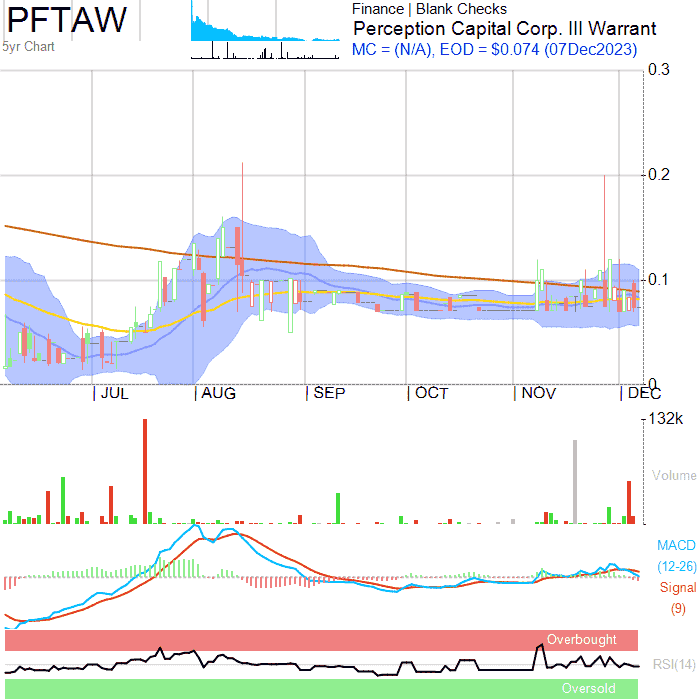 PFTAW
5yr Chart
Finance | Blank Checks
Perception Capital Corp. III Warrant
MC = (N/A), EOD = $0.074 (07Dec2023)
0.3
0.2
0.1
0
JUL
AUG
SEP
OCT
NOV
DEC
132k
Volume
MACD
(12-26)
Signal
(9)
Overbought
RSI(14)
Oversold